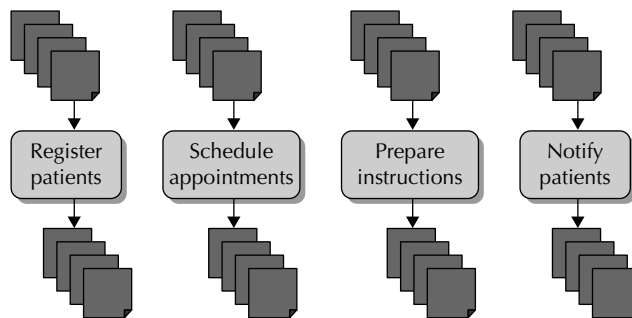 Register
patients
Schedule
appointments
Prepare
instructions
Notify
patients